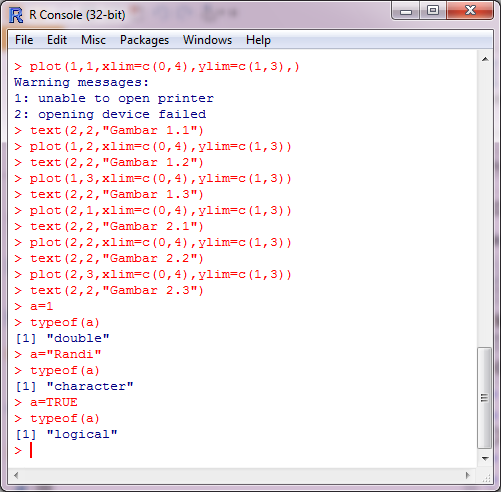 R Console (32-bit)
File Edit Misc Packages Windows Help
> plot(1,1,xlim=c(0,4),ylim=c(1,3),)
Warning messages:
1: unable to open printer
2: opening device failed
> text(2,2,"Gambar 1.1")
> plot(1,2,xlim=c(0,4),ylim=c(1,3))
> text(2,2,"Gambar 1.2")
> plot(1,3,xlim=c(0,4),ylim=c(1,3))
> text(2,2,"Gambar 1.3")
> plot(2,1,xlim=c(0,4),ylim=c(1,3))
> text(2,2,"Gambar 2.1")
> plot(2,2,xlim=c(0,4),ylim=c(1,3))
> text(2,2,"Gambar 2.2")
> plot(2,3,xlim=c(0,4),ylim=c(1,3))
> text(2,2,"Gambar 2.3")
> a=1
> typeof(a)
[1] "double"
> a="Randi"
> typeof(a)
[1] "character"
> a=TRUE
> typeof(a)
[1] "logical"
>